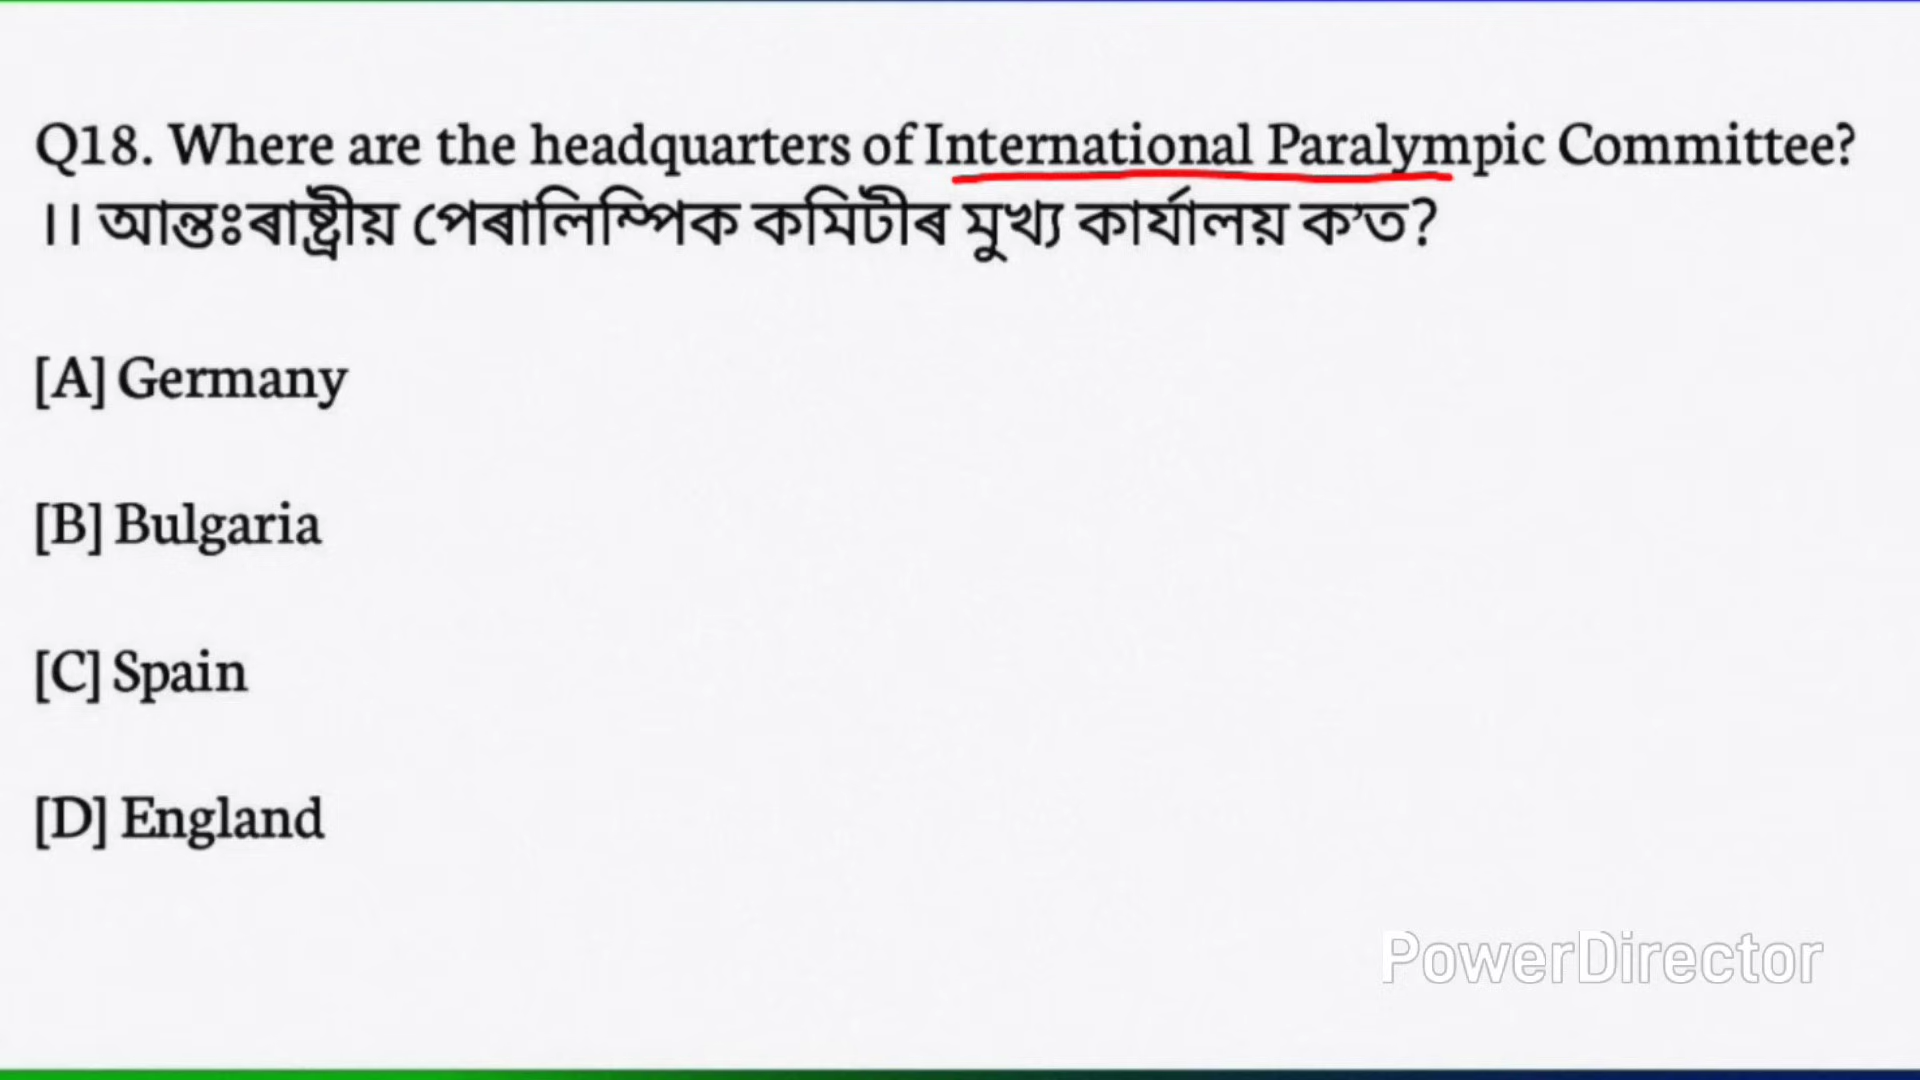 Q18. Where are the headquarters of International Paralympic Committee?
।। আন্তঃৰাষ্ট্ৰীয় পেৰালিম্পিক কমিটীৰ মুখ্য কাৰ্যালয় ক’ত?
[A] Germany
[B] Bulgaria
[C] Spain
[D] England
PowerDirector